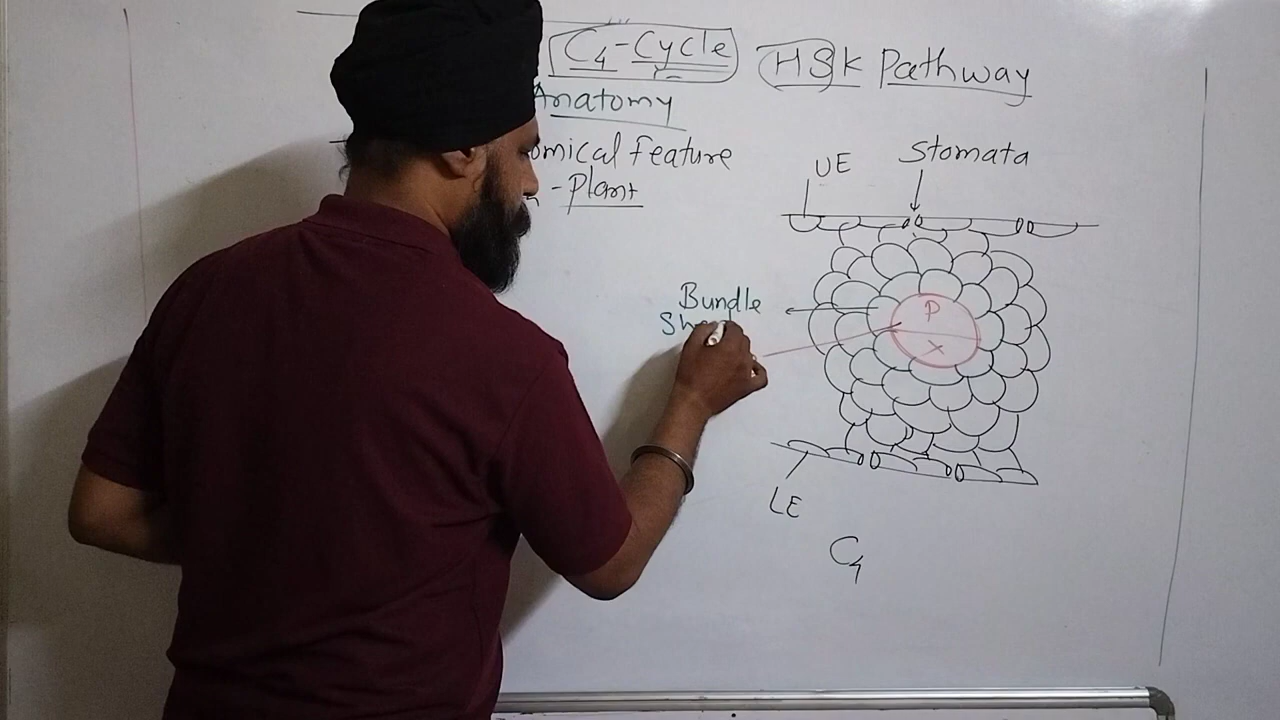 C4-Cycle HSK Pathway
Anatomy
omical feature
- Plant
UE
Stomata
Bundle
P
X
LE
C4